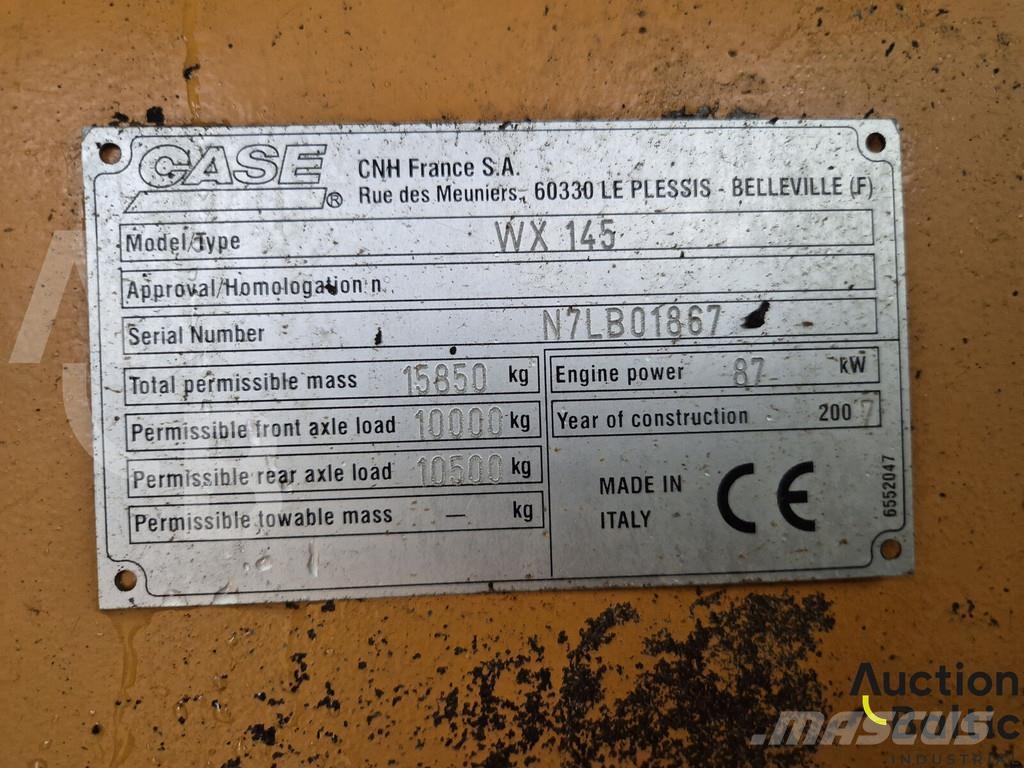 CASE ®
CNH France S.A.
Rue des Meuniers, 60330 LE PLESSIS - BELLEVILLE (F)
Model/Type WX 145
Approval/Homologation n.
Serial Number N7LB01867
Total permissible mass 15850 kg
Permissible front axle load 10000 kg
Permissible rear axle load 10500 kg
Permissible towable mass – kg
Engine power 87 kW
Year of construction 2007
MADE IN
ITALY
CE
6552047
Auction
Baltic
INDUSTRIAL
MASCUS